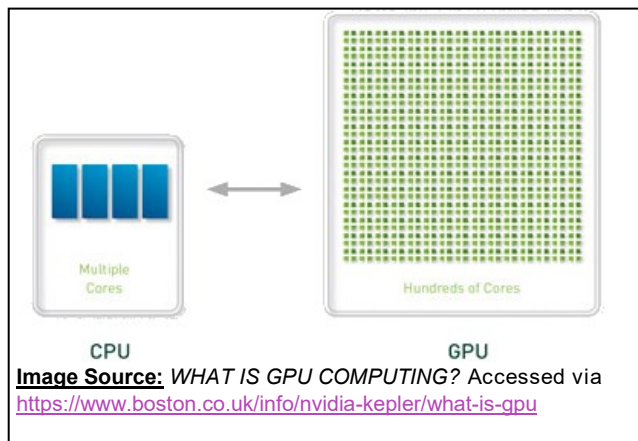 Multiple
Cores
Hundreds of Cores
CPU
GPU
Image Source: WHAT IS GPU COMPUTING? Accessed via
https://www.boston.co.uk/info/nvidia-kepler/what-is-gpu